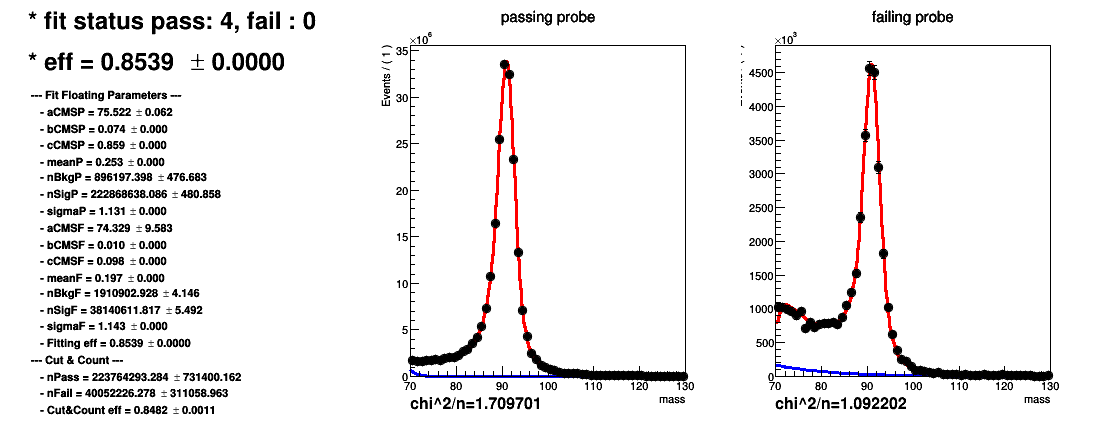 * fit status pass: 4, fail : 0
* eff = 0.8539 ± 0.0000
--- Fit Floating Parameters ---
- aCMSP = 75.522 ± 0.062
- bCMSP = 0.074 ± 0.000
- cCMSP = 0.859 ± 0.000
- meanP = 0.253 ± 0.000
- nBkgP = 896197.398 ± 476.683
- nSigP = 222868638.086 ± 480.858
- sigmaP = 1.131 ± 0.000
- aCMSF = 74.329 ± 9.583
- bCMSF = 0.010 ± 0.000
- cCMSF = 0.098 ± 0.000
- meanF = 0.197 ± 0.000
- nBkgF = 1910902.928 ± 4.146
- nSigF = 38140611.817 ± 5.492
- sigmaF = 1.143 ± 0.000
- Fitting eff = 0.8539 ± 0.0000
--- Cut & Count ---
- nPass = 223764293.284 ± 731400.162
- nFail = 40052226.278 ± 311058.963
- Cut&Count eff = 0.8482 ± 0.0011
passing probe
×10⁶
Events / ( 1 )
35
30
25
20
15
10
5
0
70 80 90 100 110 120 130
mass
chi^2/n=1.709701
failing probe
×10³
4500
4000
3500
3000
2500
2000
1500
1000
500
0
70 80 90 100 110 120 130
mass
chi^2/n=1.092202